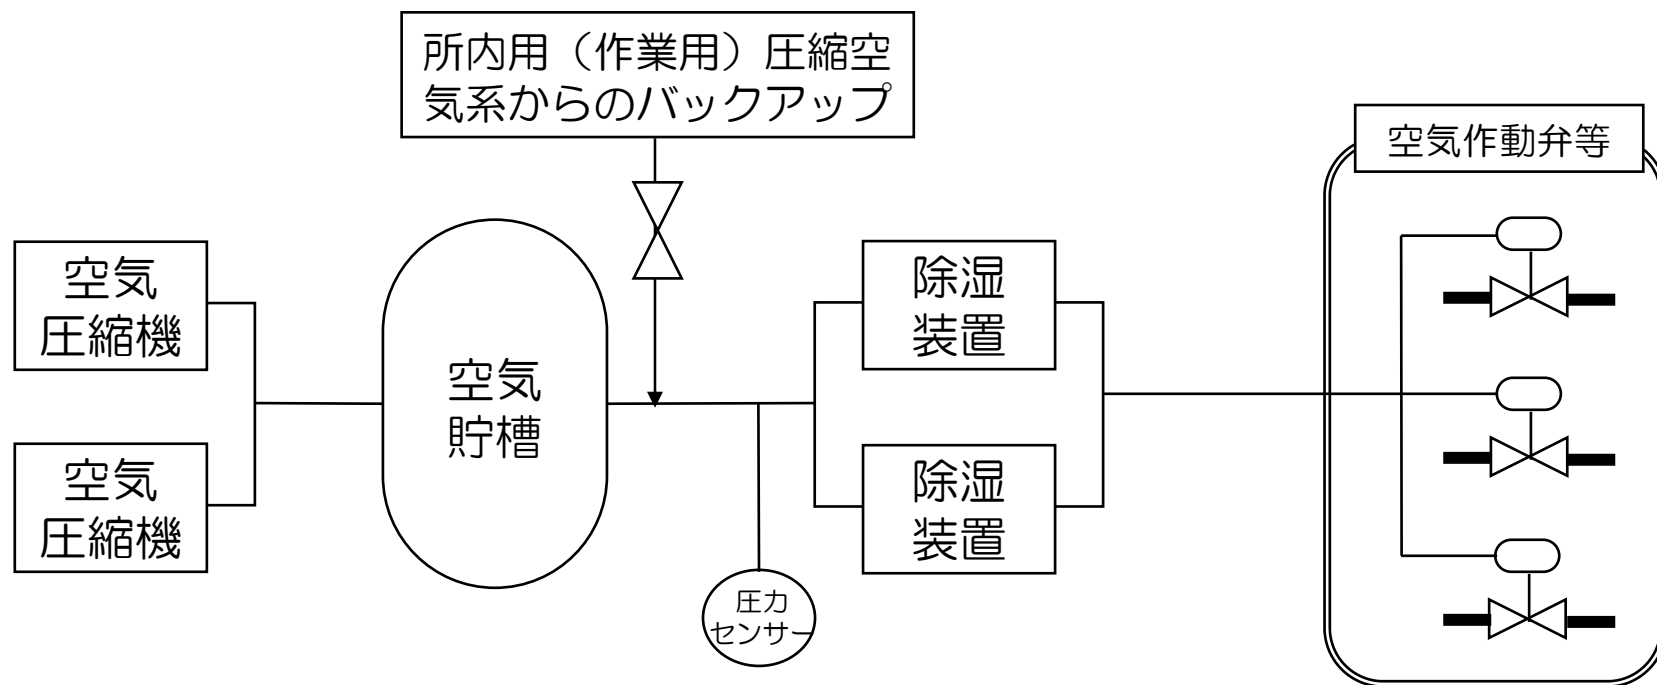 所内用（作業用）圧縮空
気系からのバックアップ
空気作動弁等
空気
圧縮機
空気
圧縮機
空気
貯槽
除湿
装置
除湿
装置
圧力
センサー